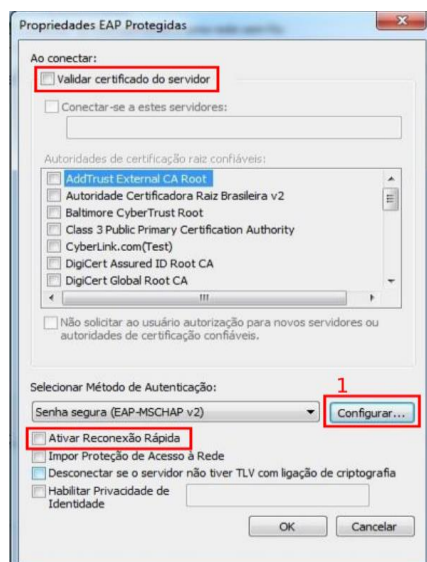 Propriedades EAP Protegidas
Ao conectar:
Validar certificado do servidor
Conectar-se a estes servidores:
Autoridades de certificação raiz confiáveis:
AddTrust External CA Root
Autoridade Certificadora Raiz Brasileira v2
Baltimore CyberTrust Root
Class 3 Public Primary Certification Authority
CyberLink.com(Test)
DigiCert Assured ID Root CA
DigiCert Global Root CA
Não solicitar ao usuário autorização para novos servidores ou
autoridades de certificação confiáveis.
Selecionar Método de Autenticação:
1
Senha segura (EAP-MSCHAP v2)
Configurar...
Ativar Reconexão Rápida
Impor Proteção de Acesso à Rede
Desconectar se o servidor não tiver TLV com ligação de criptografia
Habilitar Privacidade de
Identidade
OK
Cancelar